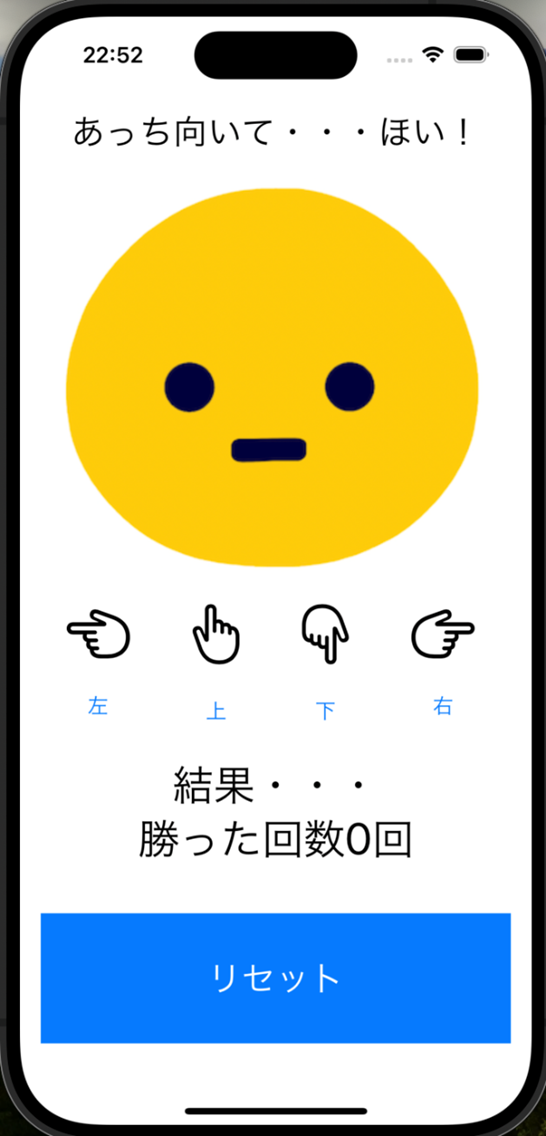 22:52
あっち向いて・・・ほい！
左
上
下
右
結果・・・
勝った回数0回
リセット